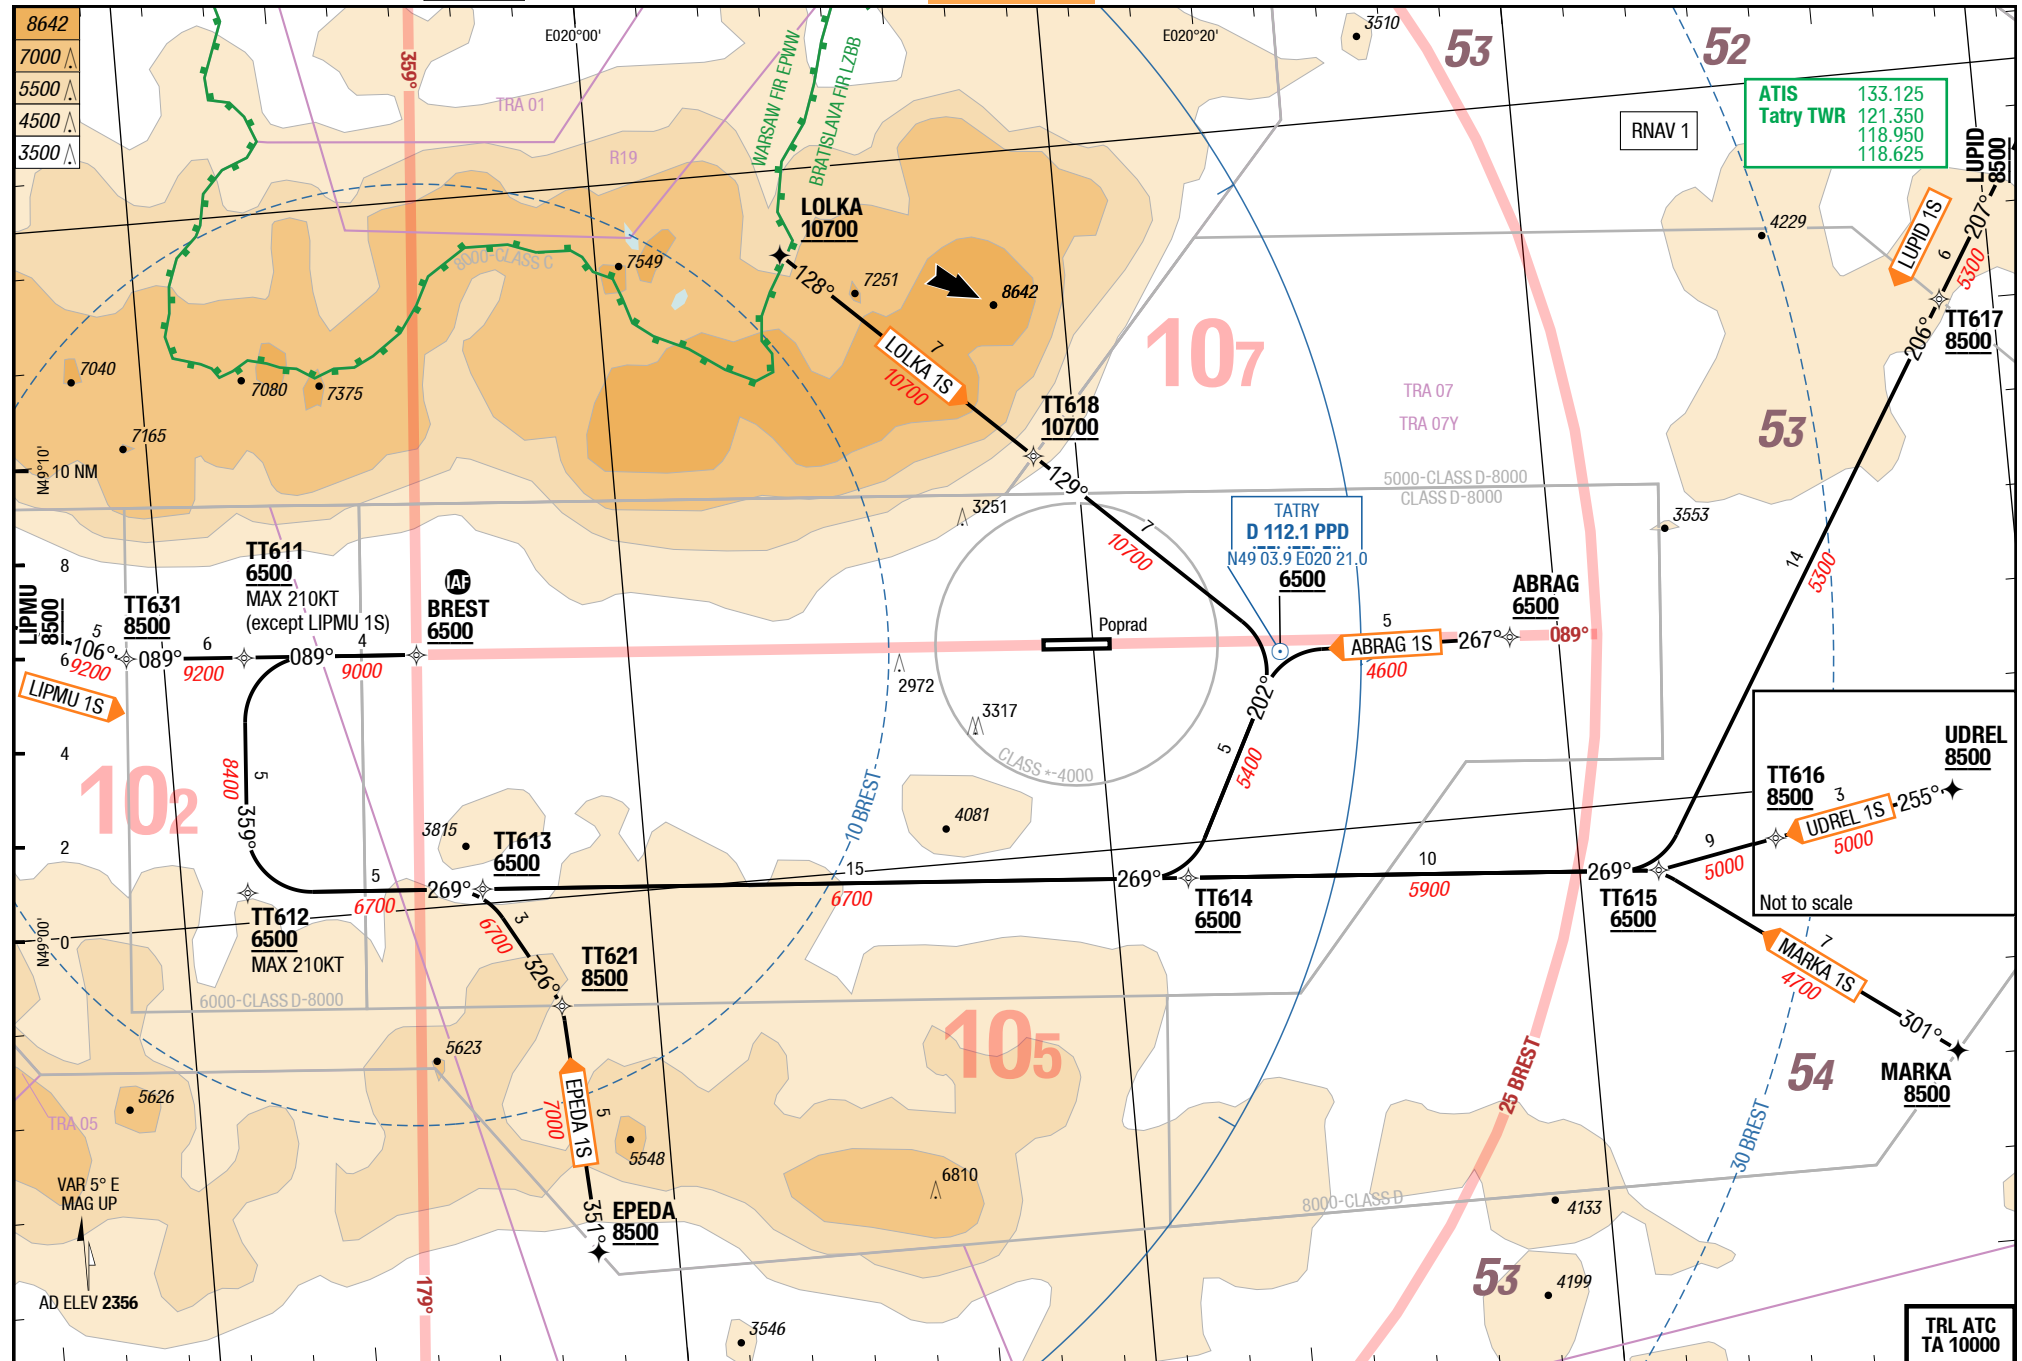 8642
7000
5500
4500
3500
359°
E020°00'
E020°20'
3510
53
52
TRA 01
WARSAW FIR EPWW
BRATISLAVA FIR LZBB
R19
RNAV 1
ATIS 133.125
Tatry TWR 121.350
118.950
118.625
LUPID
8500
207°
LUPID 1S
6
5300
4229
TT617
8500
206°
LOLKA
10700
128°
7251
8642
7549
8000-CLASS C
7
LOLKA 1S
10700
107
7040
7080
7375
7165
TRA 07
TRA 07Y
53
TT618
10700
129°
N49°10'
10 NM
5000-CLASS D-8000
CLASS D-8000
3251
3553
7
10700
TATRY
D 112.1 PPD
N49 03.9 E020 21.0
6500
14
5300
8
TT611
6500
MAX 210KT
(except LIPMU 1S)
IAF
BREST
6500
ABRAG
6500
LIPMU
8500
TT631
8500
5
106°
9200
6
6
089°
9200
4
089°
9000
Poprad
5
ABRAG 1S
267°
089°
4600
LIPMU 1S
2972
3317
202°
5
5400
CLASS *-4000
4
102
8400
5
359°
10 BREST
UDREL
8500
TT616
8500
3
UDREL 1S
255°
5000
2
3815
4081
TT613
6500
9
5000
5
269°
6700
15
6700
269°
10
5900
269°
TT614
6500
TT615
6500
Not to scale
TT612
6500
MAX 210KT
N49°00'
0
3
6700
326°
TT621
8500
7
MARKA 1S
4700
301°
6000-CLASS D-8000
105
5623
25 BREST
54
MARKA
8500
5626
TRA 05
5
EPEDA 1S
7000
5548
30 BREST
6810
VAR 5° E
MAG UP
351°
EPEDA
8500
8000-CLASS D
4133
53
4199
179°
AD ELEV 2356
3546
TRL ATC
TA 10000